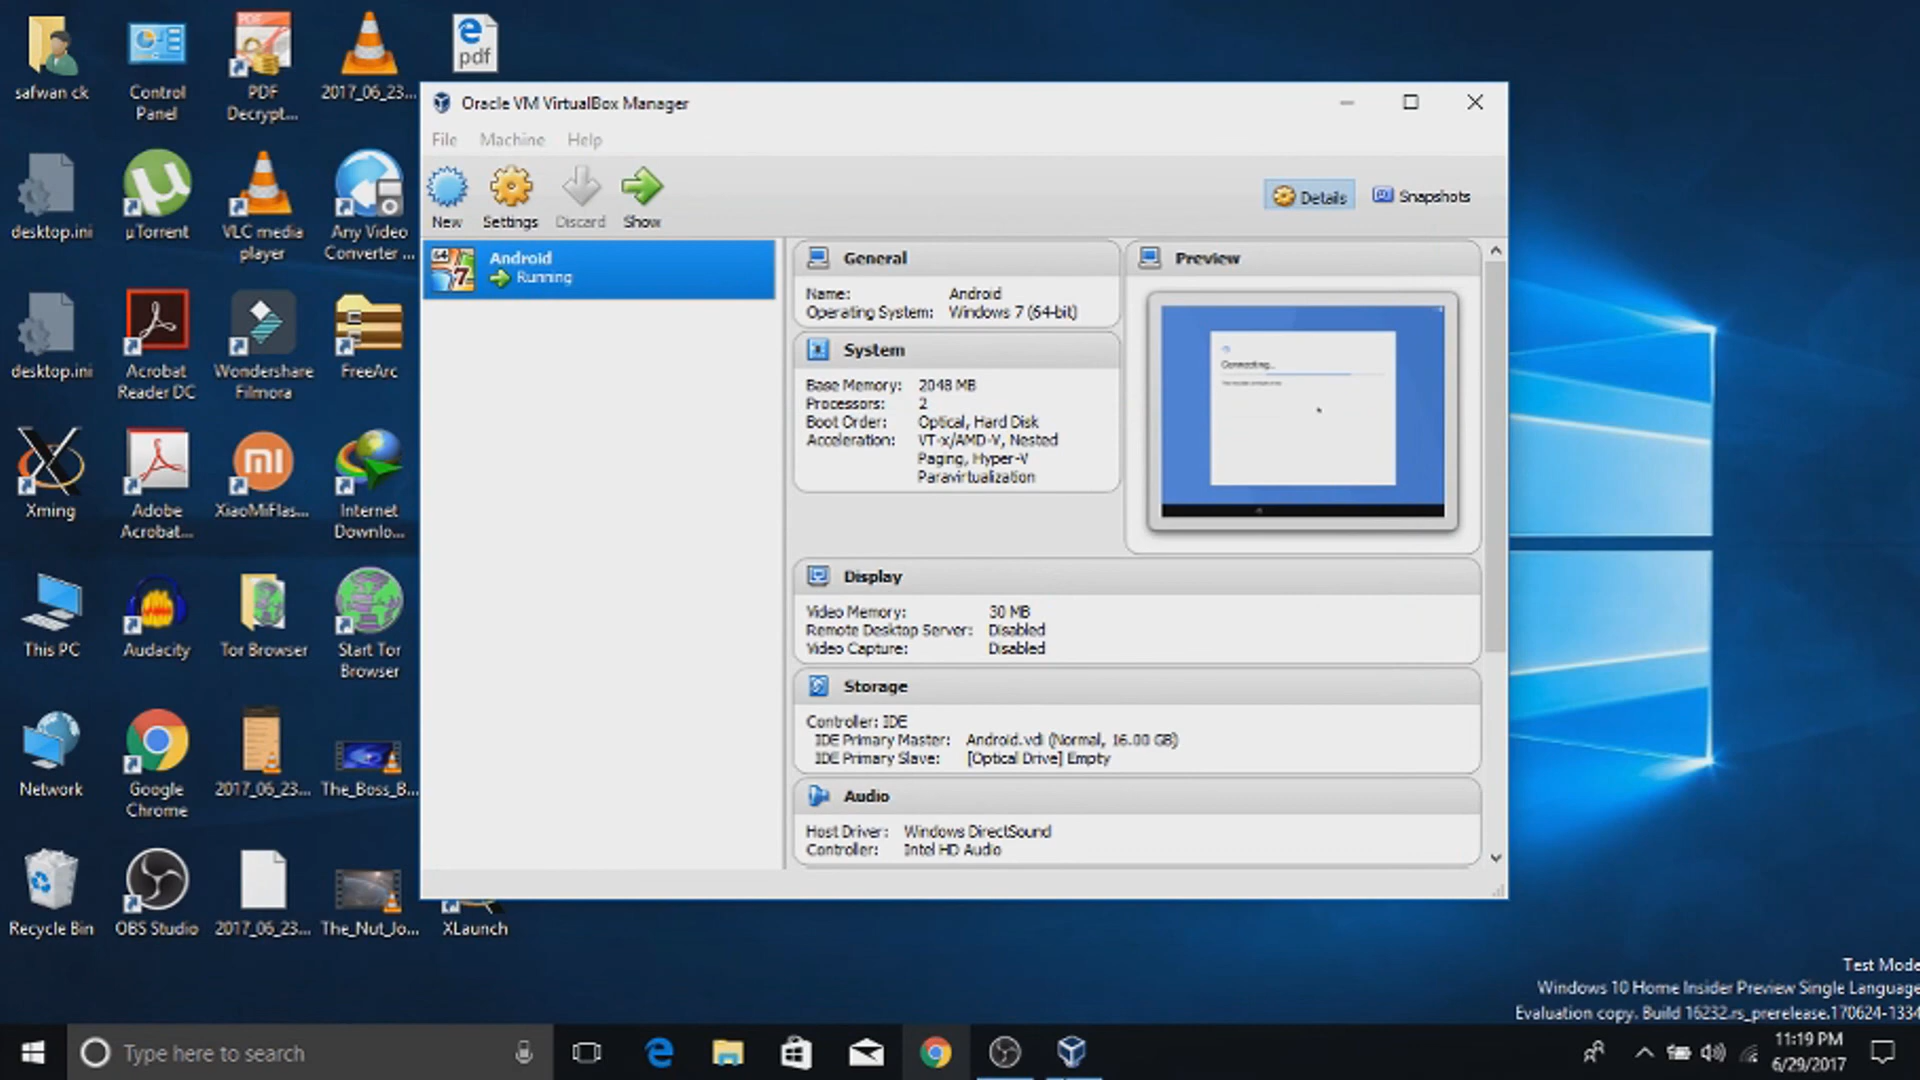 safwan ck
Control Panel
PDF Decrypt...
2017_06_23...
pdf
desktop.ini
µTorrent
VLC media player
Any Video Converter ...
desktop.ini
Acrobat Reader DC
Wondershare Filmora
FreeArc
Xming
Adobe Acrobat...
XiaoMiFlas...
Internet Downlo...
This PC
Audacity
Tor Browser
Start Tor Browser
Network
Google Chrome
2017_06_23...
The_Boss_B...
Recycle Bin
OBS Studio
2017_06_23...
The_Nut_Jo...
XLaunch
Oracle VM VirtualBox Manager
File Machine Help
New Settings Discard Show
Details Snapshots
64
7
Android
Running
General
Name: Android
Operating System: Windows 7 (64-bit)
System
Base Memory: 2048 MB
Processors: 2
Boot Order: Optical, Hard Disk
Acceleration: VT-x/AMD-V, Nested
Paging, Hyper-V
Paravirtualization
Preview
Connecting...
Display
Video Memory: 30 MB
Remote Desktop Server: Disabled
Video Capture: Disabled
Storage
Controller: IDE
IDE Primary Master: Android.vdi (Normal, 16.00 GB)
IDE Primary Slave: [Optical Drive] Empty
Audio
Host Driver: Windows DirectSound
Controller: Intel HD Audio
Test Mode
Windows 10 Home Insider Preview Single Language
Evaluation copy. Build 16232.rs_prerelease.170624-1334
Type here to search
11:19 PM
6/29/2017